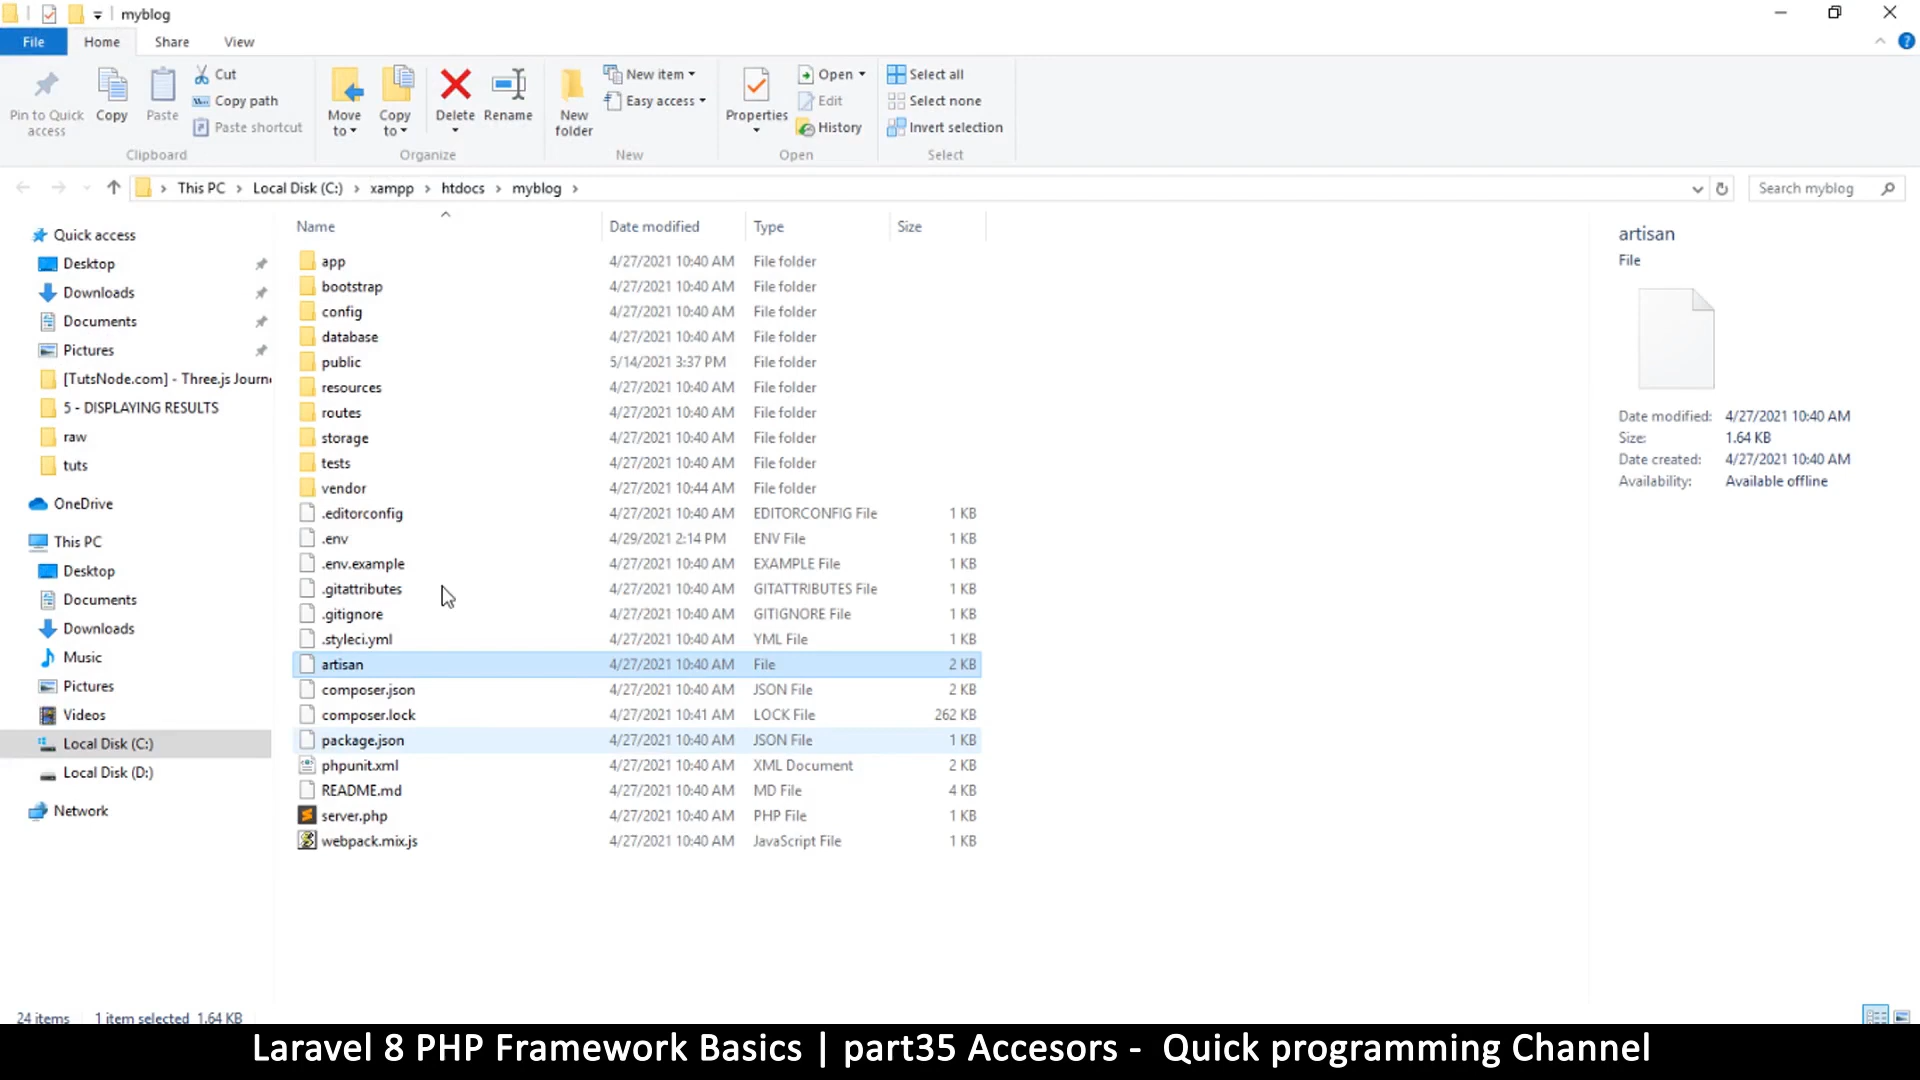 myblog
File Home Share View
Pin to Quick access
Copy
Paste
Cut
Copy path
Paste shortcut
Clipboard
Move to
Copy to
Delete
Rename
Organize
New folder
New item
Easy access
New
Properties
Open
Edit
History
Open
Select all
Select none
Invert selection
Select
This PC > Local Disk (C:) > xampp > htdocs > myblog >
Search myblog
Quick access
Desktop
Downloads
Documents
Pictures
[TutsNode.com] - Three.js Journe
5 - DISPLAYING RESULTS
raw
tuts
OneDrive
This PC
Desktop
Documents
Downloads
Music
Pictures
Videos
Local Disk (C:)
Local Disk (D:)
Network
Name Date modified Type Size
app 4/27/2021 10:40 AM File folder
bootstrap 4/27/2021 10:40 AM File folder
config 4/27/2021 10:40 AM File folder
database 4/27/2021 10:40 AM File folder
public 5/14/2021 3:37 PM File folder
resources 4/27/2021 10:40 AM File folder
routes 4/27/2021 10:40 AM File folder
storage 4/27/2021 10:40 AM File folder
tests 4/27/2021 10:40 AM File folder
vendor 4/27/2021 10:44 AM File folder
.editorconfig 4/27/2021 10:40 AM EDITORCONFIG File 1 KB
.env 4/29/2021 2:14 PM ENV File 1 KB
.env.example 4/27/2021 10:40 AM EXAMPLE File 1 KB
.gitattributes 4/27/2021 10:40 AM GITATTRIBUTES File 1 KB
.gitignore 4/27/2021 10:40 AM GITIGNORE File 1 KB
.styleci.yml 4/27/2021 10:40 AM YML File 1 KB
artisan 4/27/2021 10:40 AM File 2 KB
composer.json 4/27/2021 10:40 AM JSON File 2 KB
composer.lock 4/27/2021 10:41 AM LOCK File 262 KB
package.json 4/27/2021 10:40 AM JSON File 1 KB
phpunit.xml 4/27/2021 10:40 AM XML Document 2 KB
README.md 4/27/2021 10:40 AM MD File 4 KB
server.php 4/27/2021 10:40 AM PHP File 1 KB
webpack.mix.js 4/27/2021 10:40 AM JavaScript File 1 KB
artisan
File
Date modified: 4/27/2021 10:40 AM
Size: 1.64 KB
Date created: 4/27/2021 10:40 AM
Availability: Available offline
24 items 1 item selected 1.64 KB
Laravel 8 PHP Framework Basics | part35 Accesors - Quick programming Channel